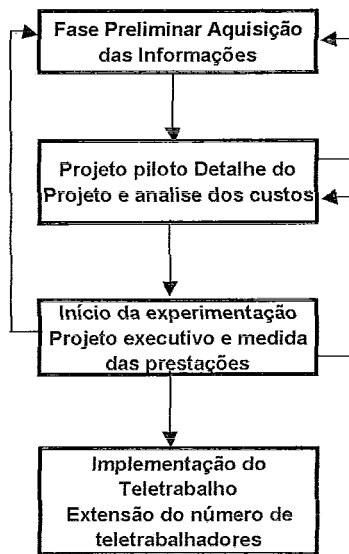 Fase Preliminar Aquisição
das Informações
Projeto piloto Detalhe do
Projeto e analise dos custos
Início da experimentação
Projeto executivo e medida
das prestações
Implementação do
Teletrabalho
Extensão do número de
teletrabalhadores